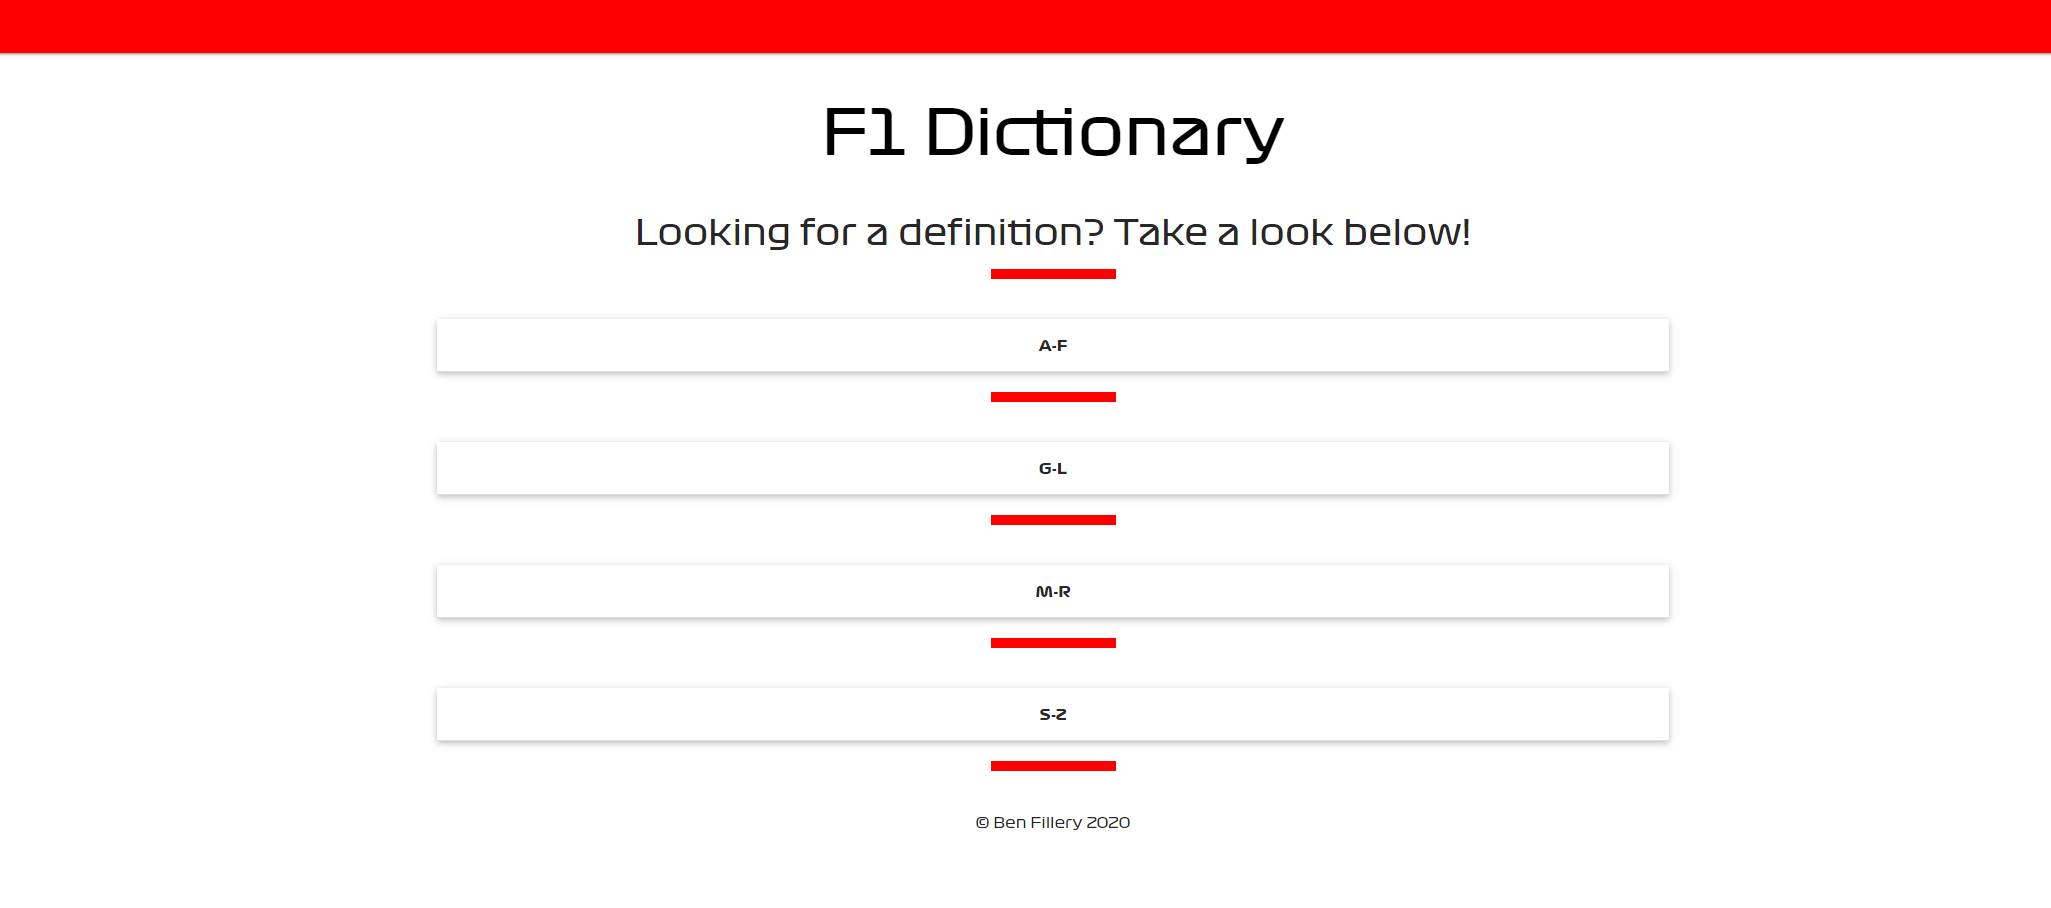 F1 Dictionary
Looking for a definition? Take a look below!
A-F
G-L
M-R
S-Z
© Ben Fillery 2020